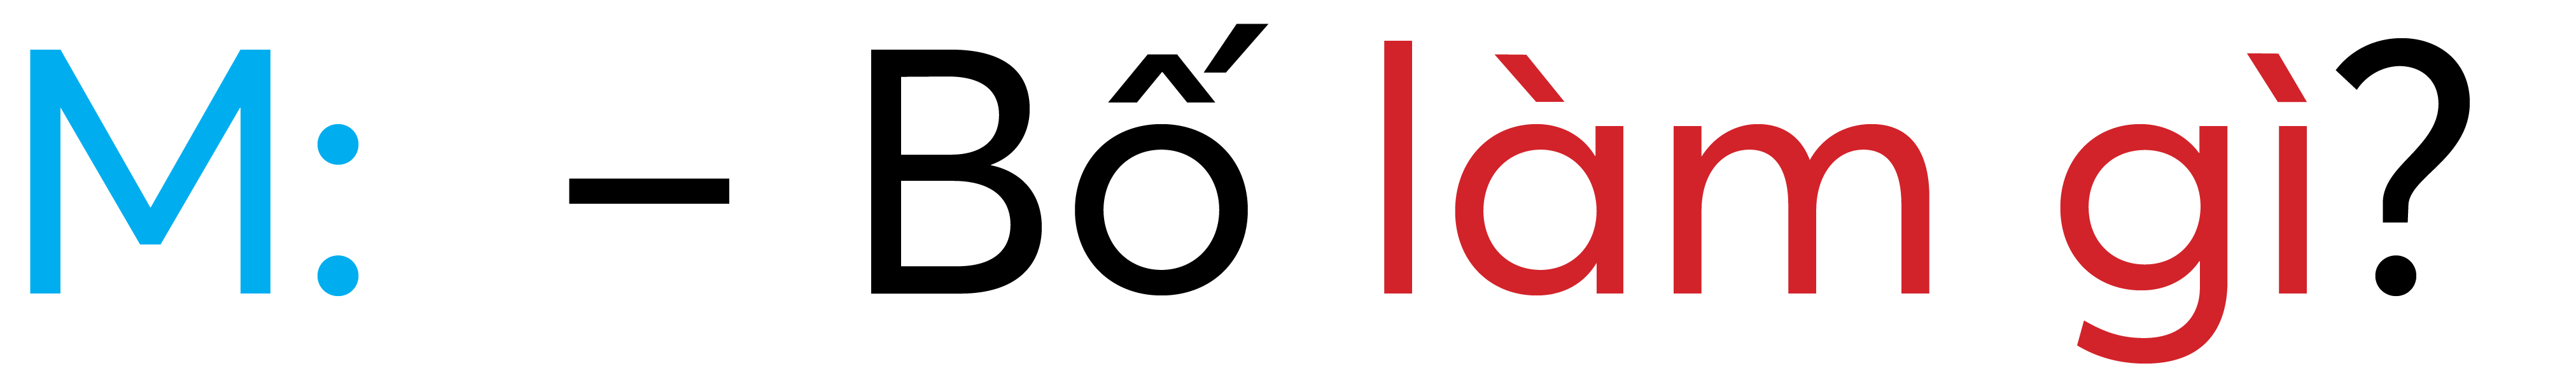 M: – Bố làm gì?